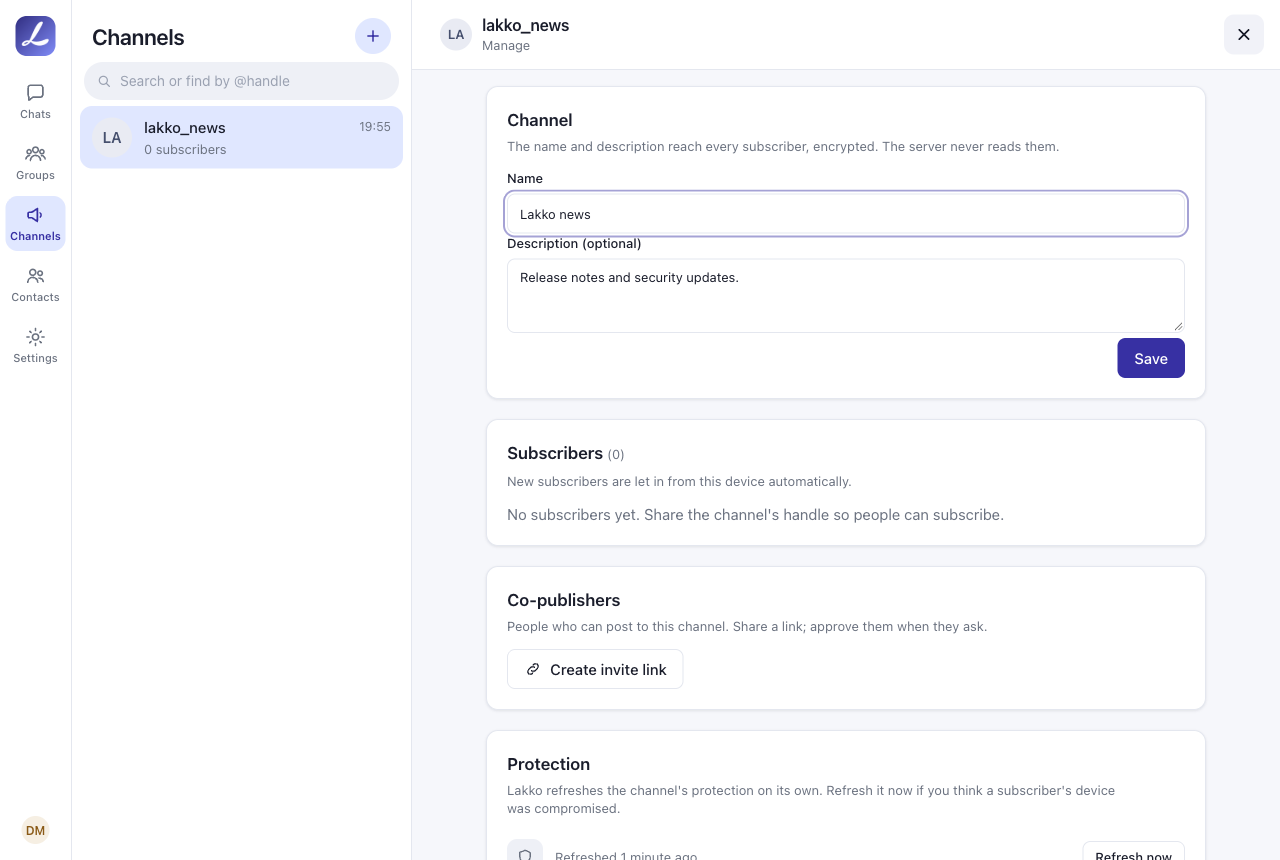 Chats
Groups
Channels
Contacts
Settings
DM
Channels
Search or find by @handle
LA
lakko_news
19:55
0 subscribers
LA
lakko_news
Manage
Channel
The name and description reach every subscriber, encrypted. The server never reads them.
Name
Lakko news
Description (optional)
Release notes and security updates.
Save
Subscribers (0)
New subscribers are let in from this device automatically.
No subscribers yet. Share the channel's handle so people can subscribe.
Co-publishers
People who can post to this channel. Share a link; approve them when they ask.
Create invite link
Protection
Lakko refreshes the channel's protection on its own. Refresh it now if you think a subscriber's device
was compromised.
Refreshed 1 minute ago
Refresh now